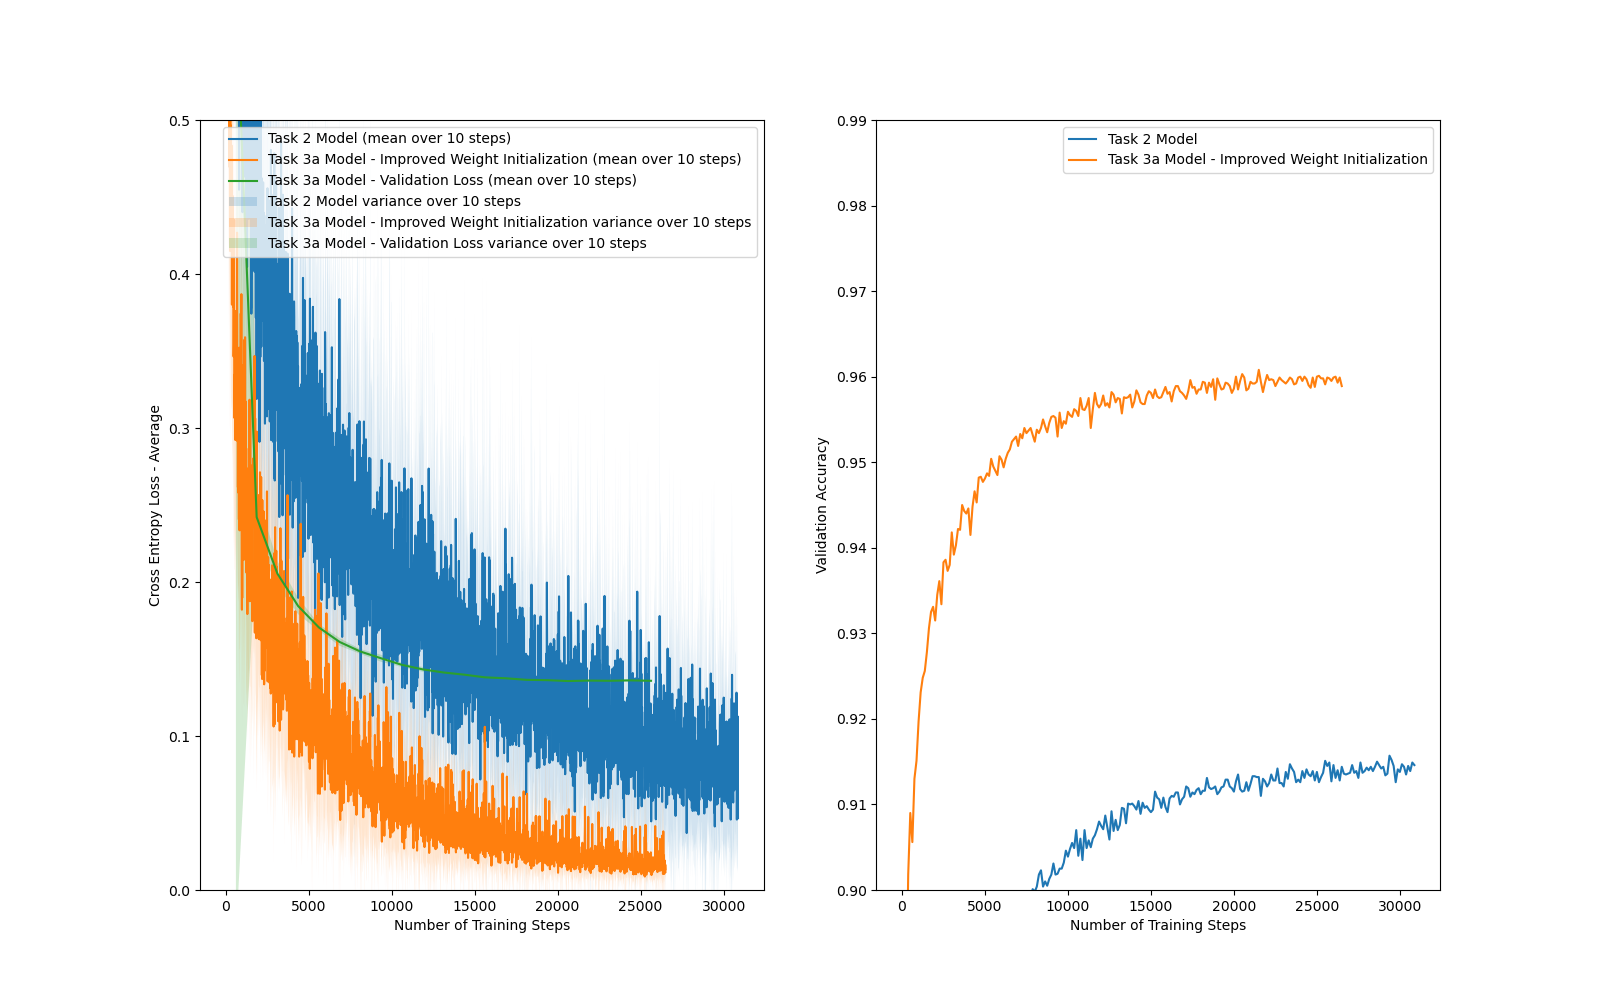 Task 2 Model (mean over 10 steps)
Task 3a Model - Improved Weight Initialization (mean over 10 steps)
Task 3a Model - Validation Loss (mean over 10 steps)
Task 2 Model variance over 10 steps
Task 3a Model - Improved Weight Initialization variance over 10 steps
Task 3a Model - Validation Loss variance over 10 steps
0.5
0.4
0.3
0.2
0.1
0.0
Cross Entropy Loss - Average
0 5000 10000 15000 20000 25000 30000
Number of Training Steps
Task 2 Model
Task 3a Model - Improved Weight Initialization
0.99
0.98
0.97
0.96
0.95
0.94
0.93
0.92
0.91
0.90
Validation Accuracy
0 5000 10000 15000 20000 25000 30000
Number of Training Steps